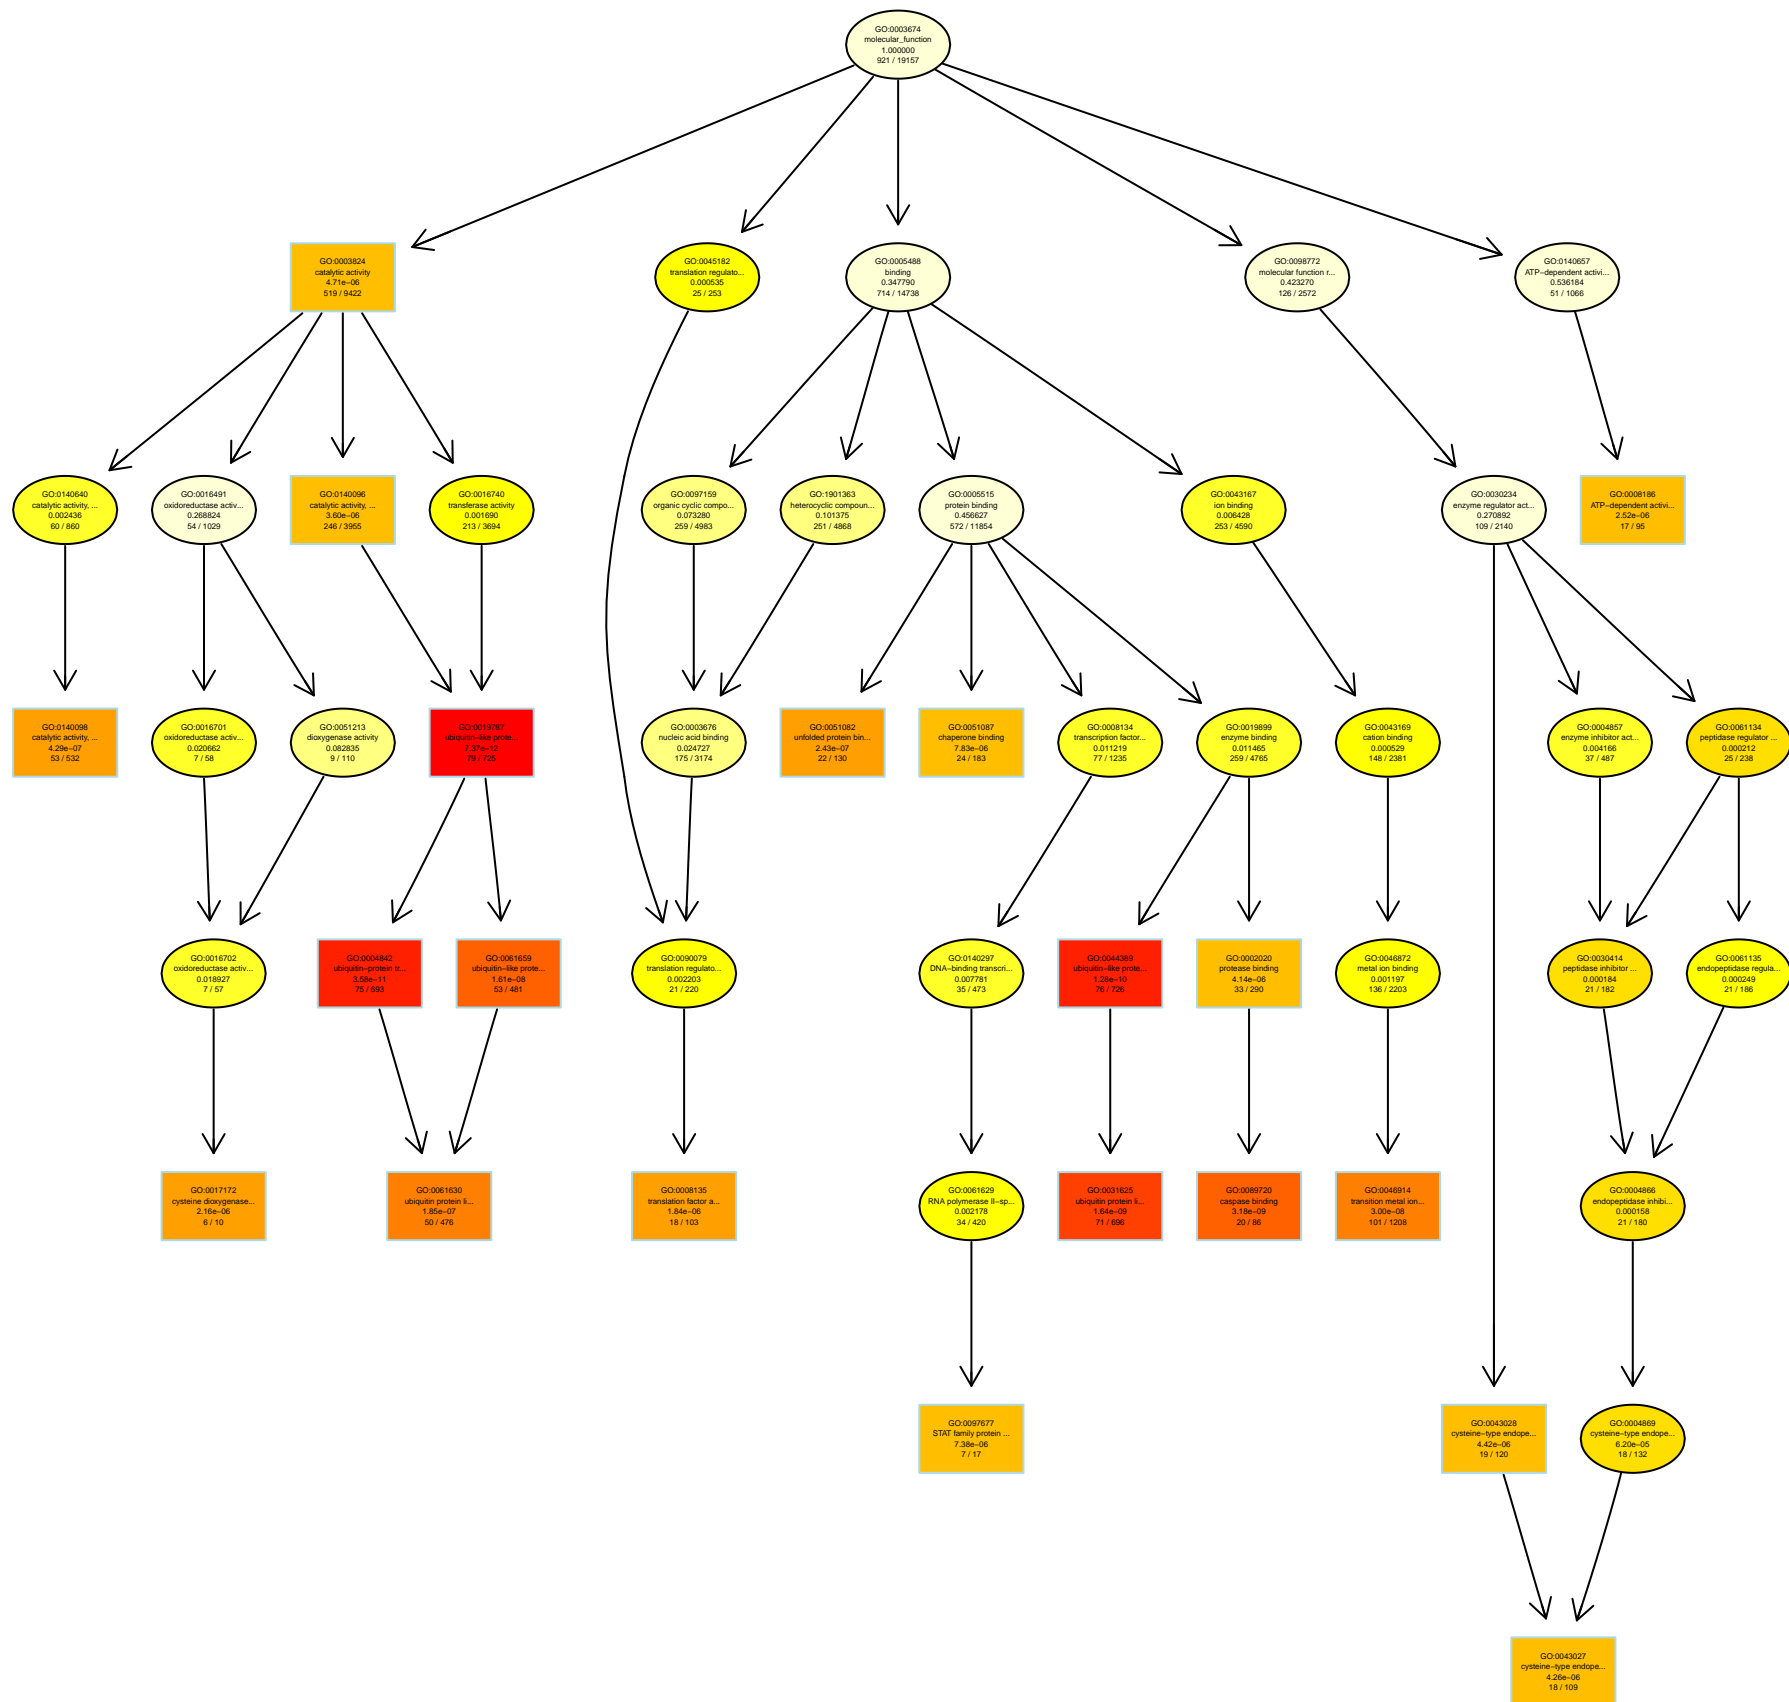 GO:0003674
molecular_function
1.000000
921 / 19157
GO:0003824
catalytic activity
4.71e−06
519 / 9422
GO:0045182
translation regulato...
0.000535
25 / 253
GO:0005488
binding
0.347790
714 / 14738
GO:0098772
molecular function r...
0.423270
126 / 2572
GO:0140657
ATP−dependent activi...
0.536184
51 / 1066
GO:0140640
catalytic activity, ...
0.002436
60 / 860
GO:0016491
oxidoreductase activ...
0.268824
54 / 1029
GO:0140096
catalytic activity, ...
3.60e−06
246 / 3955
GO:0016740
transferase activity
0.001690
213 / 3694
GO:0097159
organic cyclic compo...
0.073280
259 / 4983
GO:1901363
heterocyclic compoun...
0.101375
251 / 4868
GO:0005515
protein binding
0.456627
572 / 11854
GO:0043167
ion binding
0.006428
253 / 4590
GO:0030234
enzyme regulator act...
0.270892
109 / 2140
GO:0008186
ATP−dependent activi...
2.52e−06
17 / 95
GO:0140098
catalytic activity, ...
4.29e−07
53 / 532
GO:0016701
oxidoreductase activ...
0.020662
7 / 58
GO:0051213
dioxygenase activity
0.082835
9 / 110
GO:0019787
ubiquitin−like prote...
7.37e−12
79 / 725
GO:0003676
nucleic acid binding
0.024727
175 / 3174
GO:0051082
unfolded protein bin...
2.43e−07
22 / 130
GO:0051087
chaperone binding
7.83e−06
24 / 183
GO:0008134
transcription factor...
0.011219
77 / 1235
GO:0019899
enzyme binding
0.011465
259 / 4765
GO:0043169
cation binding
0.000529
148 / 2381
GO:0004857
enzyme inhibitor act...
0.004166
37 / 487
GO:0061134
peptidase regulator ...
0.000212
25 / 238
GO:0016702
oxidoreductase activ...
0.018927
7 / 57
GO:0004842
ubiquitin−protein tr...
3.58e−11
75 / 693
GO:0061659
ubiquitin−like prote...
1.61e−08
53 / 481
GO:0090079
translation regulato...
0.002203
21 / 220
GO:0140297
DNA−binding transcri...
0.007781
35 / 473
GO:0044389
ubiquitin−like prote...
1.28e−10
76 / 726
GO:0002020
protease binding
4.14e−06
33 / 290
GO:0046872
metal ion binding
0.001197
136 / 2203
GO:0030414
peptidase inhibitor ...
0.000184
21 / 182
GO:0061135
endopeptidase regula...
0.000249
21 / 186
GO:0017172
cysteine dioxygenase...
2.16e−06
6 / 10
GO:0061630
ubiquitin protein li...
1.85e−07
50 / 476
GO:0008135
translation factor a...
1.84e−06
18 / 103
GO:0061629
RNA polymerase II−sp...
0.002178
34 / 420
GO:0031625
ubiquitin protein li...
1.64e−09
71 / 696
GO:0089720
caspase binding
3.18e−09
20 / 86
GO:0046914
transition metal ion...
3.00e−08
101 / 1208
GO:0004866
endopeptidase inhibi...
0.000158
21 / 180
GO:0097677
STAT family protein ...
7.38e−06
7 / 17
GO:0043028
cysteine−type endope...
4.42e−06
19 / 120
GO:0004869
cysteine−type endope...
6.20e−05
18 / 132
GO:0043027
cysteine−type endope...
4.26e−06
18 / 109